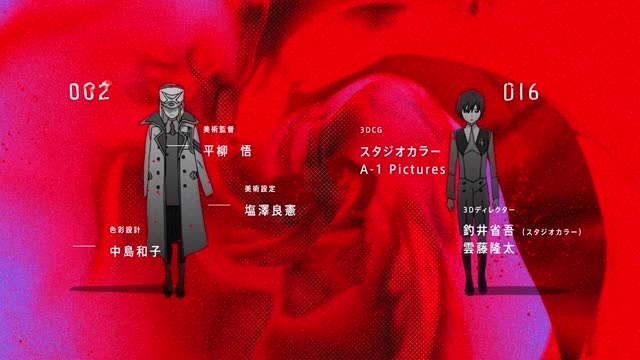 002
美術監督
平柳 悟
美術設定
塩澤良憲
色彩設計
中島和子
016
3DCG
スタジオカラー
A-1 Pictures
3Dディレクター
釣井省吾 (スタジオカラー)
雲藤隆太